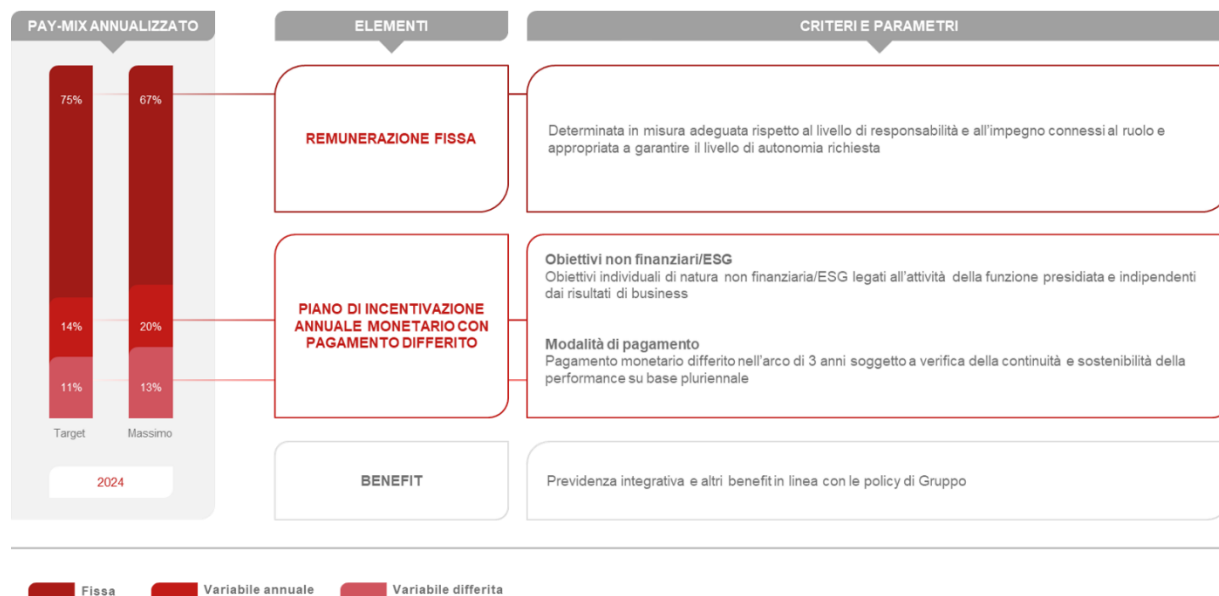 PAY-MIX ANNUALIZZATO
ELEMENTI
CRITERI E PARAMETRI
75%
67%
14%
20%
11%
13%
Target
Massimo
2024
REMUNERAZIONE FISSA
Determinata in misura adeguata rispetto al livello di responsabilità e all'impegno connessi al ruolo e
appropriata a garantire il livello di autonomia richiesta
PIANO DI INCENTIVAZIONE
ANNUALE MONETARIO CON
PAGAMENTO DIFFERITO
Obiettivi non finanziari/ESG
Obiettivi individuali di natura non finanziaria/ESG legati all'attività della funzione presidiata e indipendenti
dai risultati di business
Modalità di pagamento
Pagamento monetario differito nell'arco di 3 anni soggetto a verifica della continuità e sostenibilità della
performance su base pluriennale
BENEFIT
Previdenza integrativa e altri benefit in linea con le policy di Gruppo
Fissa
Variabile annuale
Variabile differita